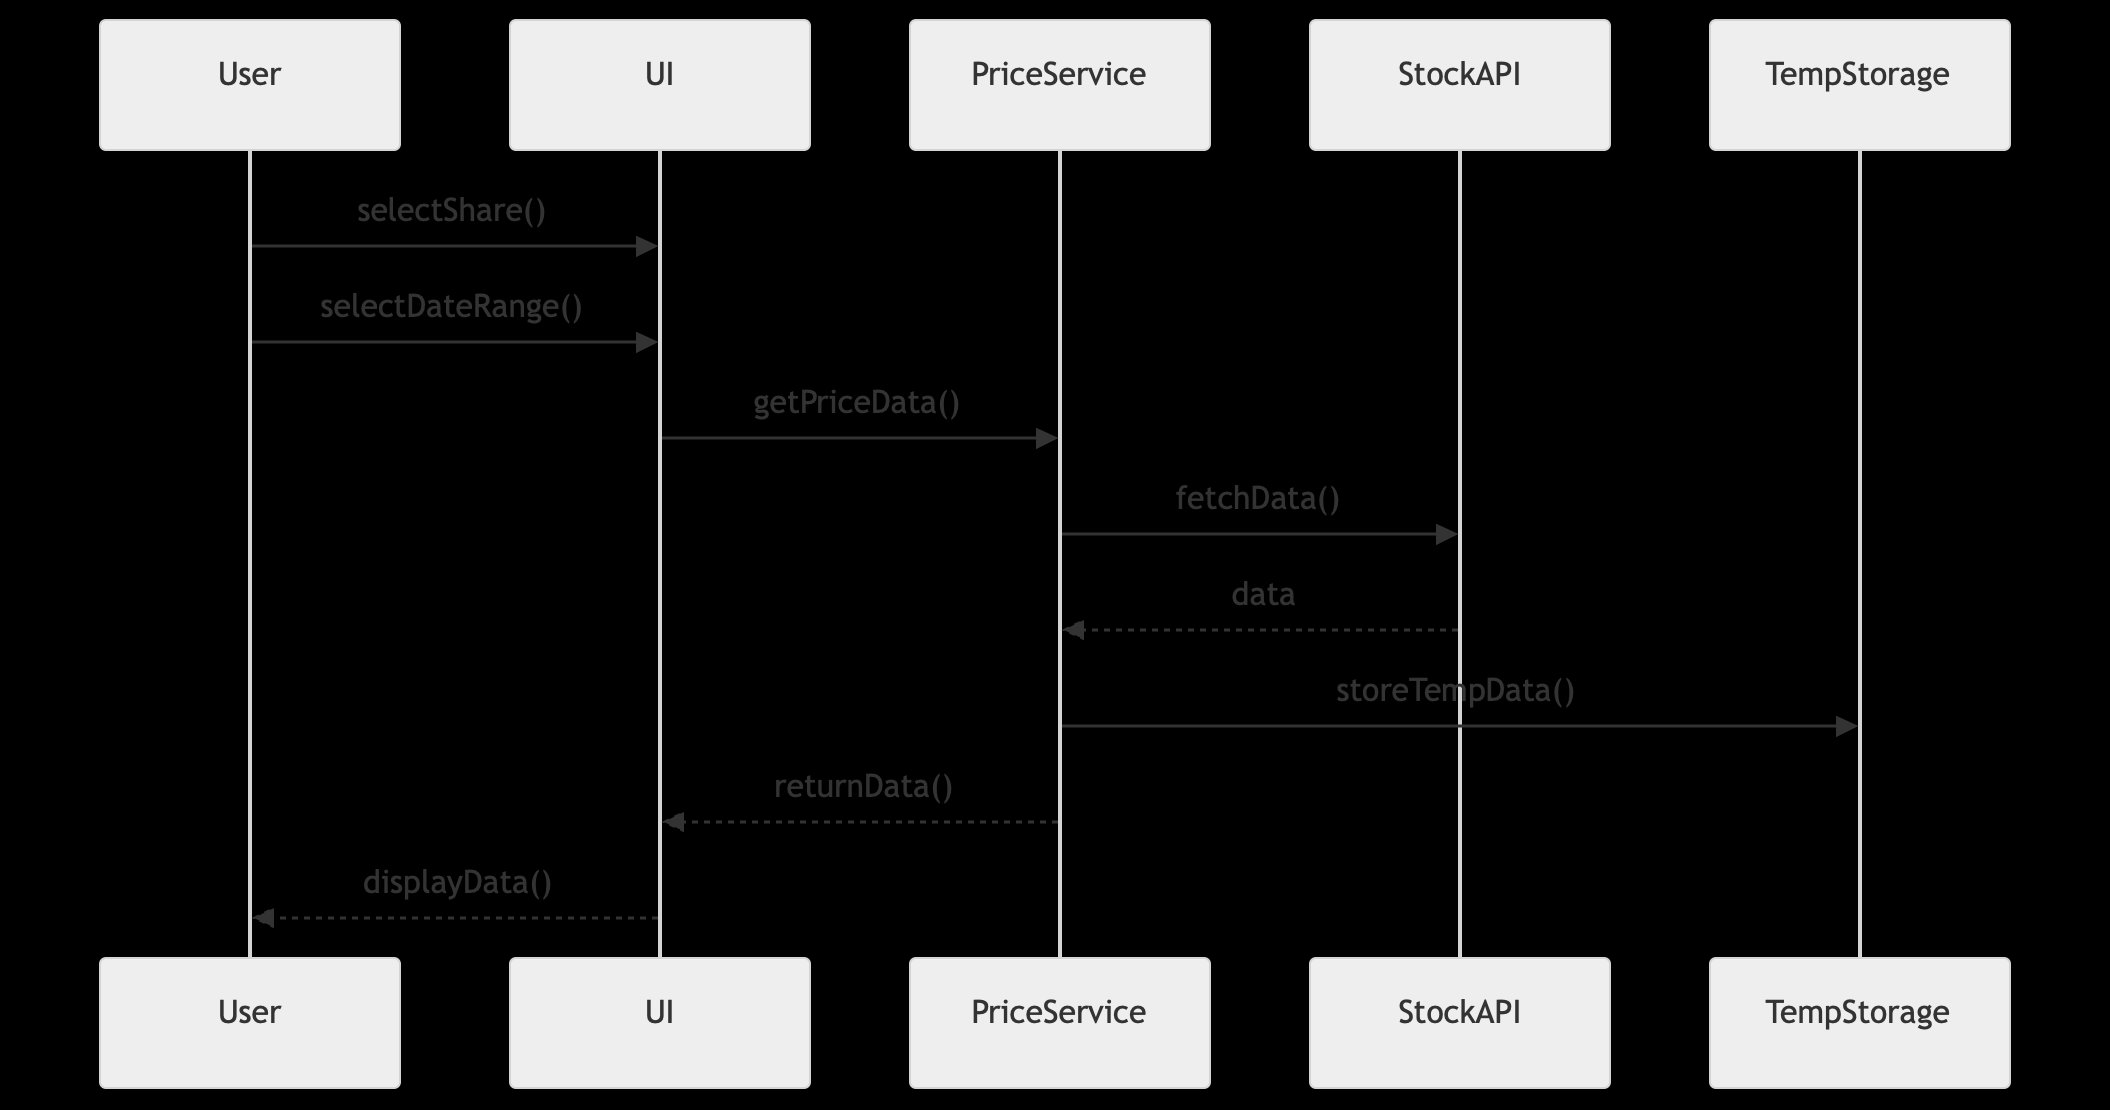 User
UI
PriceService
StockAPI
TempStorage
selectShare()
selectDateRange()
getPriceData()
fetchData()
data
storeTempData()
returnData()
displayData()
User
UI
PriceService
StockAPI
TempStorage